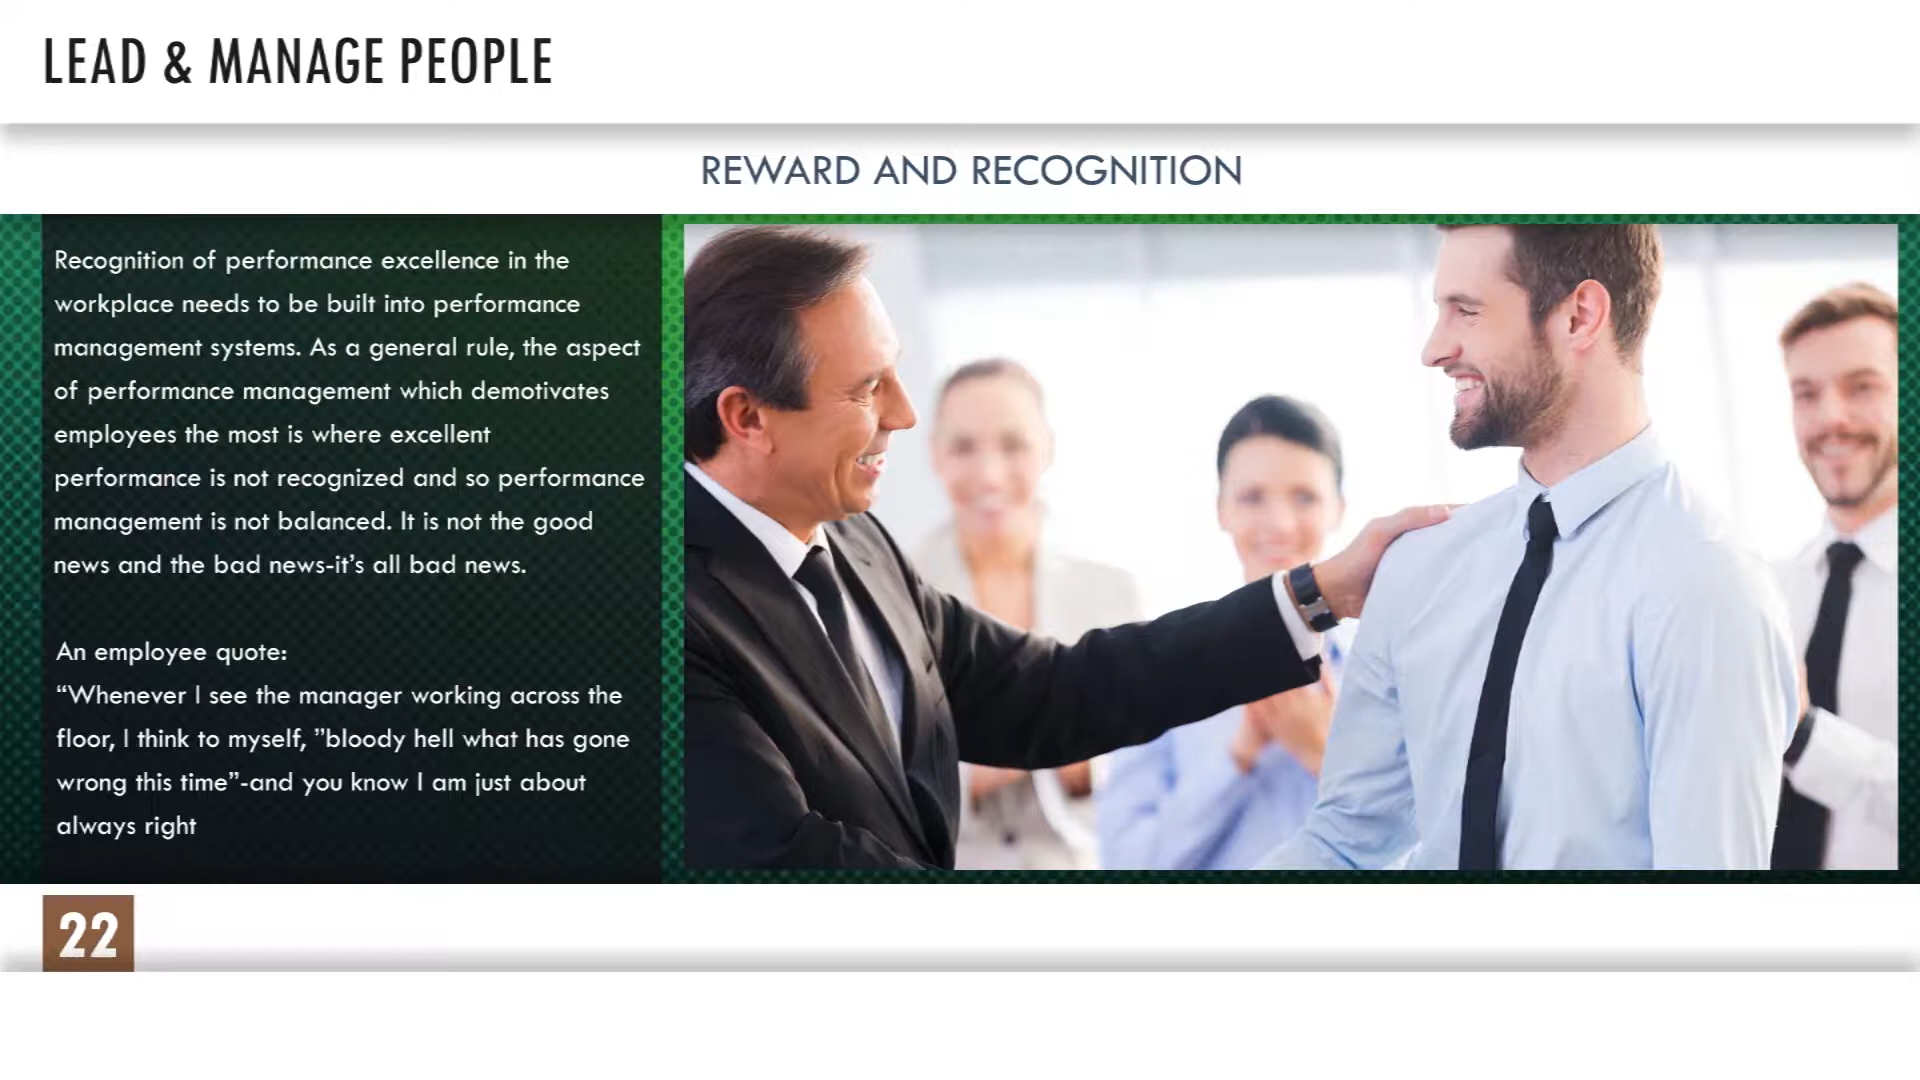 LEAD & MANAGE PEOPLE
REWARD AND RECOGNITION
Recognition of performance excellence in the
workplace needs to be built into performance
management systems. As a general rule, the aspect
of performance management which demotivates
employees the most is where excellent
performance is not recognized and so performance
management is not balanced. It is not the good
news and the bad news-it’s all bad news.
An employee quote:
“Whenever I see the manager working across the
floor, I think to myself, ”bloody hell what has gone
wrong this time”-and you know I am just about
always right
22